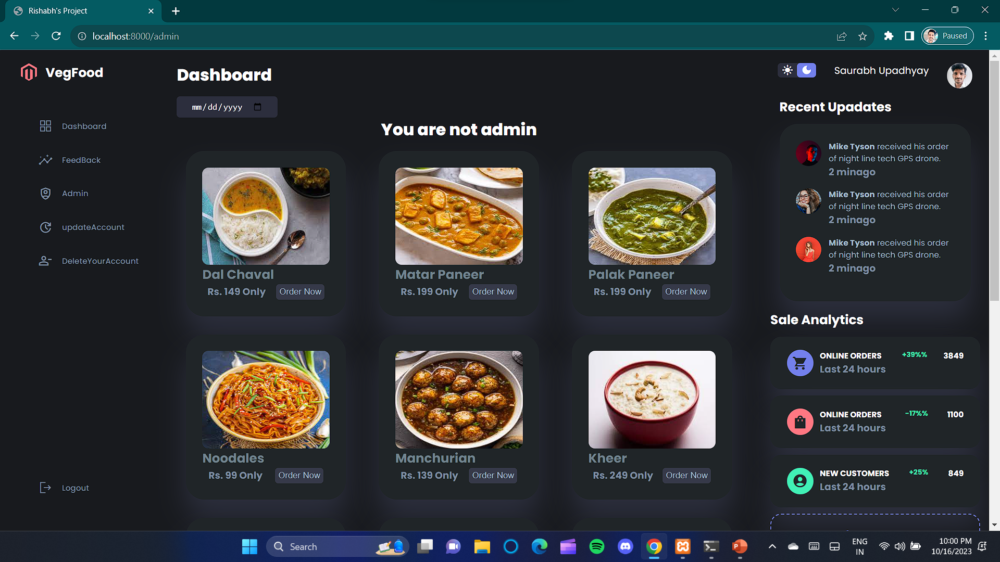 Rishabh's Project
localhost:8000/admin
Paused
VegFood
Dashboard
FeedBack
Admin
updateAccount
DeleteYourAccount
Logout
Dashboard
mm/dd/yyyy
You are not admin
Dal Chaval
Rs. 149 Only Order Now
Matar Paneer
Rs. 199 Only Order Now
Palak Paneer
Rs. 199 Only Order Now
Noodales
Rs. 99 Only Order Now
Manchurian
Rs. 139 Only Order Now
Kheer
Rs. 249 Only Order Now
Saurabh Upadhyay
Recent Upadates
Mike Tyson received his order
of night line tech GPS drone.
2 minago
Mike Tyson received his order
of night line tech GPS drone.
2 minago
Mike Tyson received his order
of night line tech GPS drone.
2 minago
Sale Analytics
ONLINE ORDERS +39%% 3849
Last 24 hours
ONLINE ORDERS -17%% 1100
Last 24 hours
NEW CUSTOMERS +25% 849
Last 24 hours
Search
ENG
IN
10:00 PM
10/16/2023